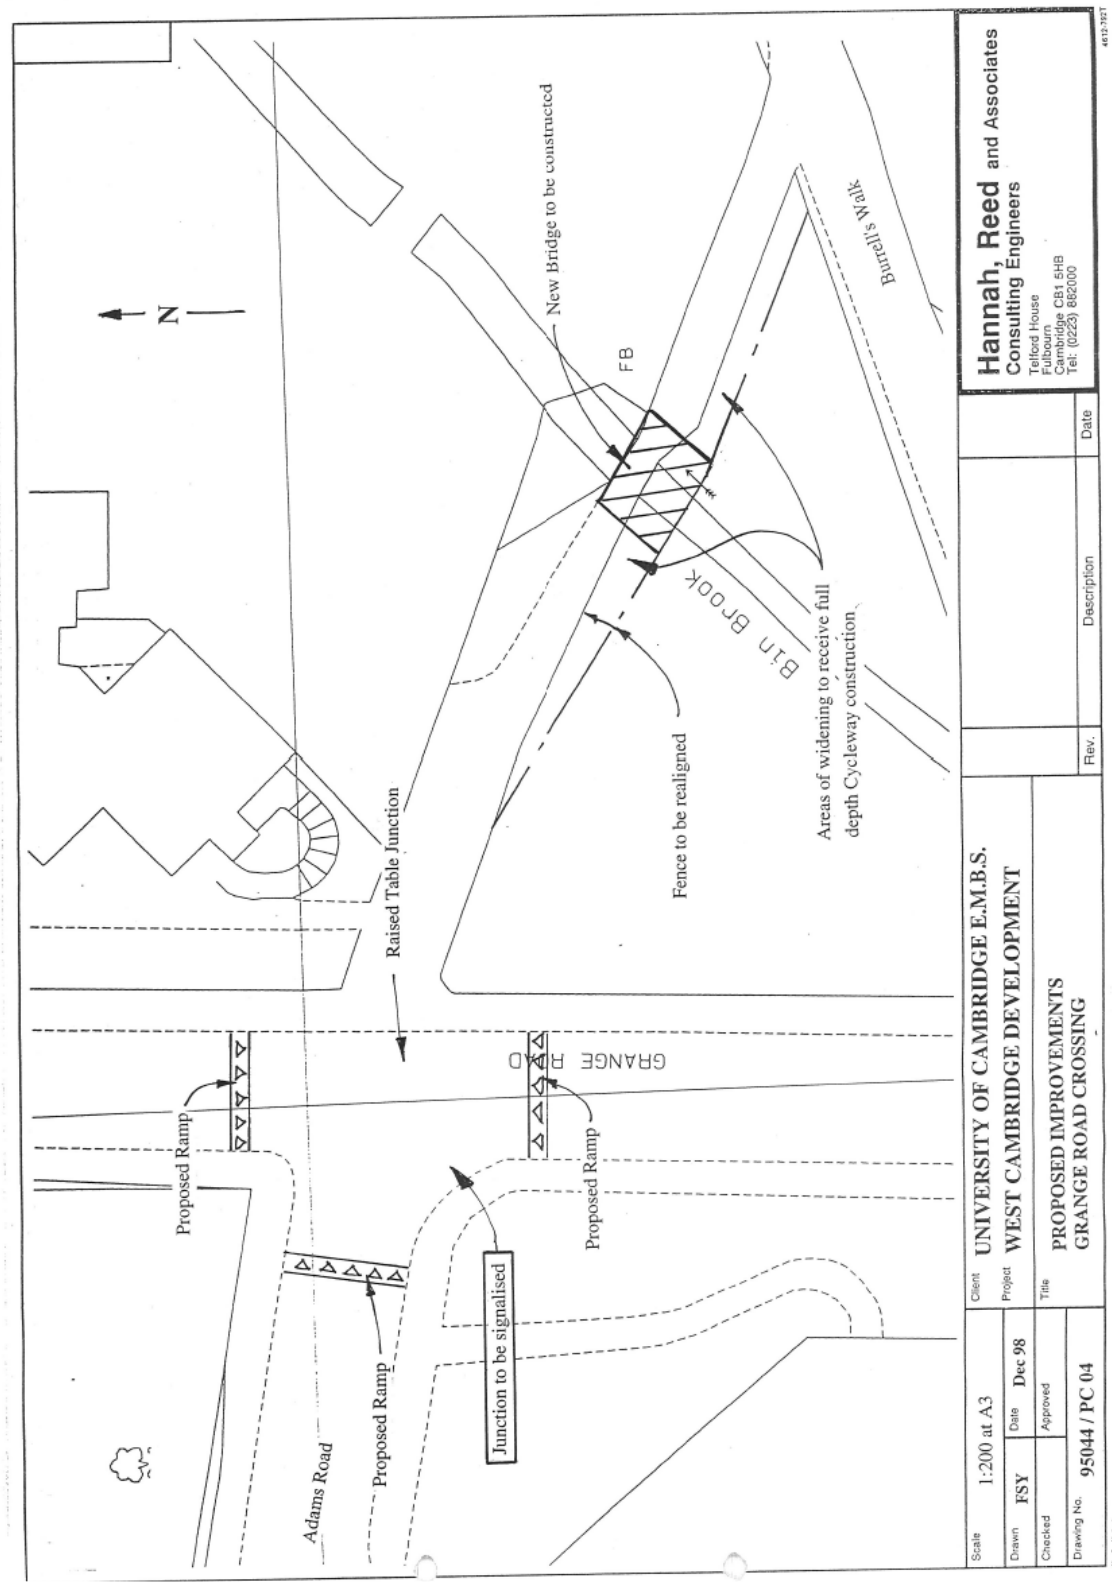 N
New Bridge to be constructed
FB
Burrell's Walk
Bin Brook
Areas of widening to receive full
depth Cycleway construction
Fence to be realigned
Raised Table Junction
GRANGE ROAD
Proposed Ramp
Proposed Ramp
Proposed Ramp
Junction to be signalised
Adams Road
Scale
1:200 at A3
Drawn
FSY
Date
Dec 98
Checked
Approved
Drawing No.
95044 / PC 04
Client
UNIVERSITY OF CAMBRIDGE E.M.B.S.
Project
WEST CAMBRIDGE DEVELOPMENT
Title
PROPOSED IMPROVEMENTS
GRANGE ROAD CROSSING
Rev.
Description
Date
Hannah, Reed and Associates
Consulting Engineers
Telford House
Fulbourn
Cambridge CB1 5HB
Tel: (0223) 882000